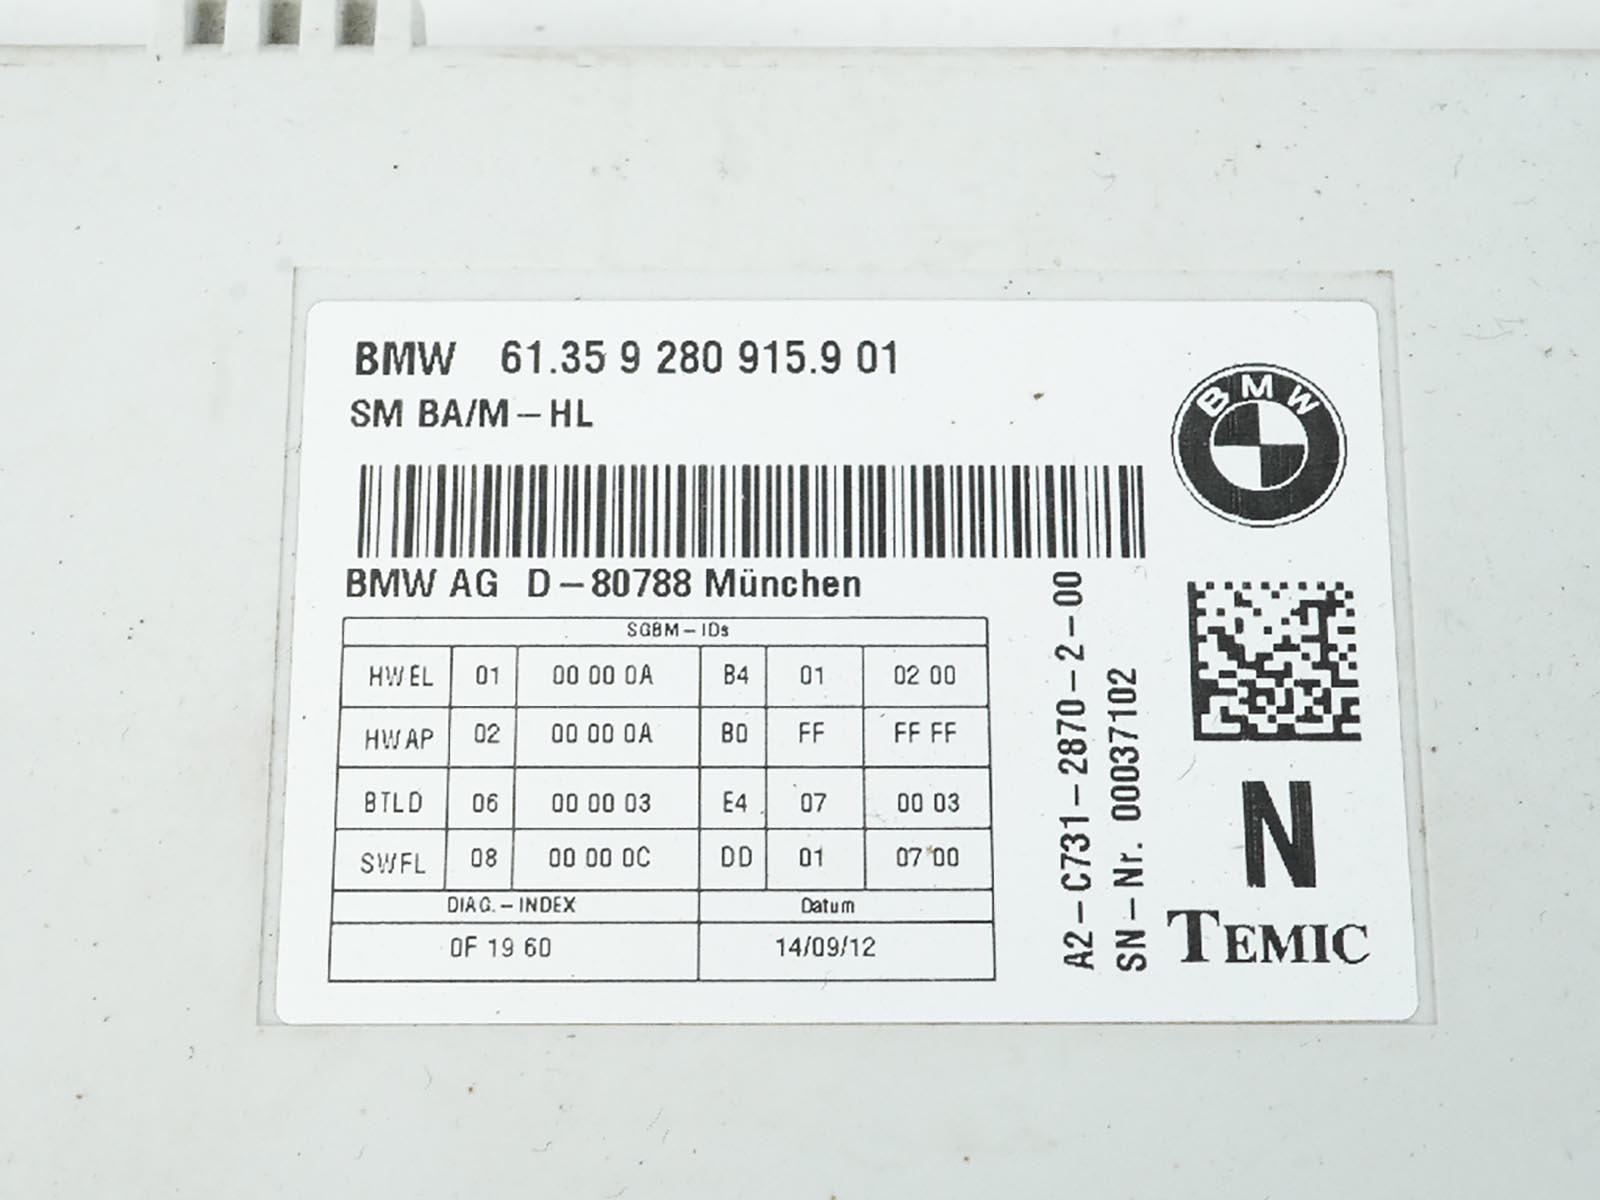 BMW 61.35 9 280 915.9 01
SM BA/M-HL
BMW AG D-80788 München
SGBM-IDs
HWEL 01 00 00 0A B4 01 02 00
HWAP 02 00 00 0A B0 FF FF FF
BTLD 06 00 00 03 E4 07 00 03
SWFL 08 00 00 0C DD 01 07 00
DIAG.-INDEX Datum
0F 19 60 14/09/12
A2-C731-2870-2-00
SN-Nr. 00037102
BMW
N
TEMIC